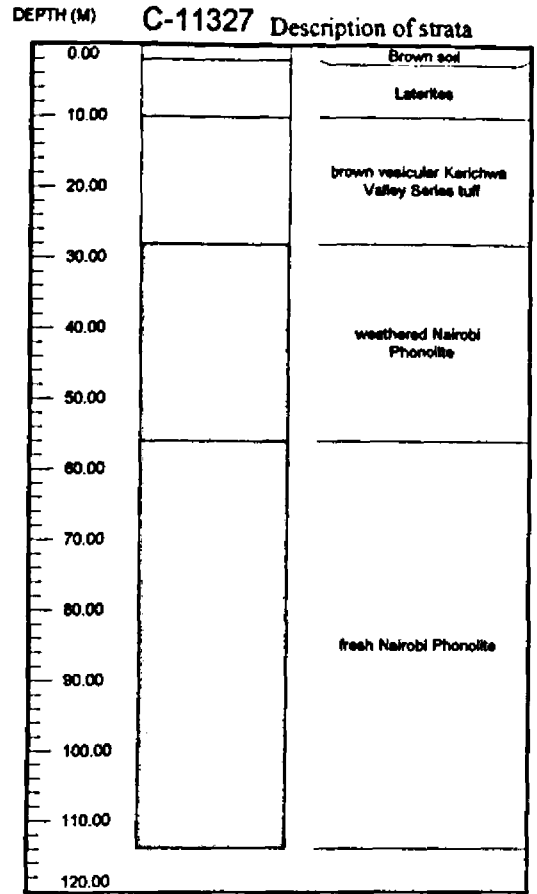 DEPTH (M) C-11327 Description of strata
0.00
Brown soil
Laterites
10.00
brown vesicular Kerichwa
Valley Series tuff
20.00
30.00
weathered Nairobi
Phonolite
40.00
50.00
60.00
70.00
80.00
fresh Nairobi Phonolite
90.00
100.00
110.00
120.00